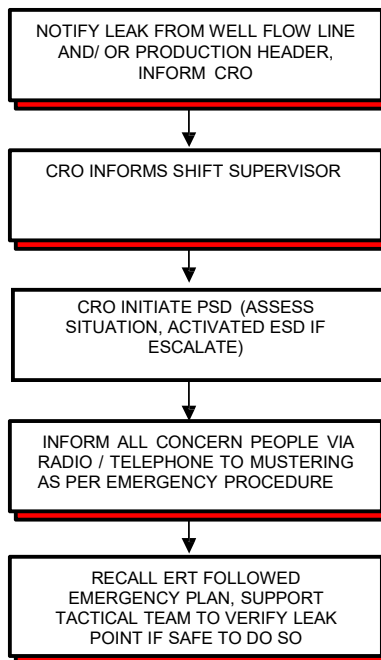 NOTIFY LEAK FROM WELL FLOW LINE
AND/ OR PRODUCTION HEADER,
INFORM CRO
CRO INFORMS SHIFT SUPERVISOR
CRO INITIATE PSD (ASSESS
SITUATION, ACTIVATED ESD IF
ESCALATE)
INFORM ALL CONCERN PEOPLE VIA
RADIO / TELEPHONE TO MUSTERING
AS PER EMERGENCY PROCEDURE
RECALL ERT FOLLOWED
EMERGENCY PLAN, SUPPORT
TACTICAL TEAM TO VERIFY LEAK
POINT IF SAFE TO DO SO